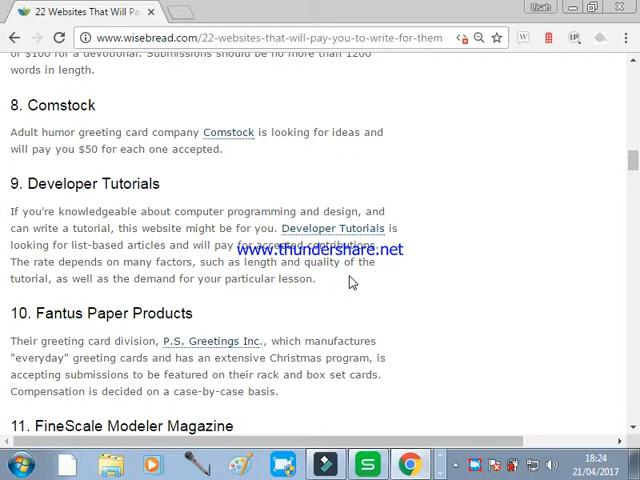 22 Websites That Will Pa
Lisah
www.wisebread.com/22-websites-that-will-pay-you-to-write-for-them
or $100 for a devotional. Submissions should be no more than 1200
words in length.
8. Comstock
Adult humor greeting card company Comstock is looking for ideas and
will pay you $50 for each one accepted.
9. Developer Tutorials
If you're knowledgeable about computer programming and design, and
can write a tutorial, this website might be for you. Developer Tutorials is
looking for list-based articles and will pay for accepted contributions.
www.thundershare.net
The rate depends on many factors, such as length and quality of the
tutorial, as well as the demand for your particular lesson.
10. Fantus Paper Products
Their greeting card division, P.S. Greetings Inc., which manufactures
"everyday" greeting cards and has an extensive Christmas program, is
accepting submissions to be featured on their rack and box set cards.
Compensation is decided on a case-by-case basis.
11. FineScale Modeler Magazine
18:24
21/04/2017